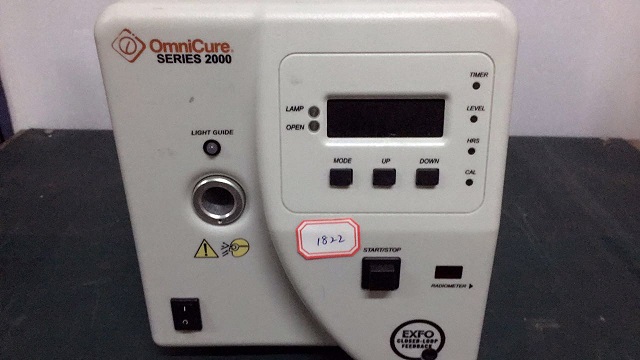 OmniCure®
SERIES 2000
TIMER
LAMP
OPEN
LEVEL
HRS
CAL
LIGHT GUIDE
MODE
UP
DOWN
1822
START/STOP
RADIOMETER
EXFO
CLOSED-LOOP
FEEDBACK